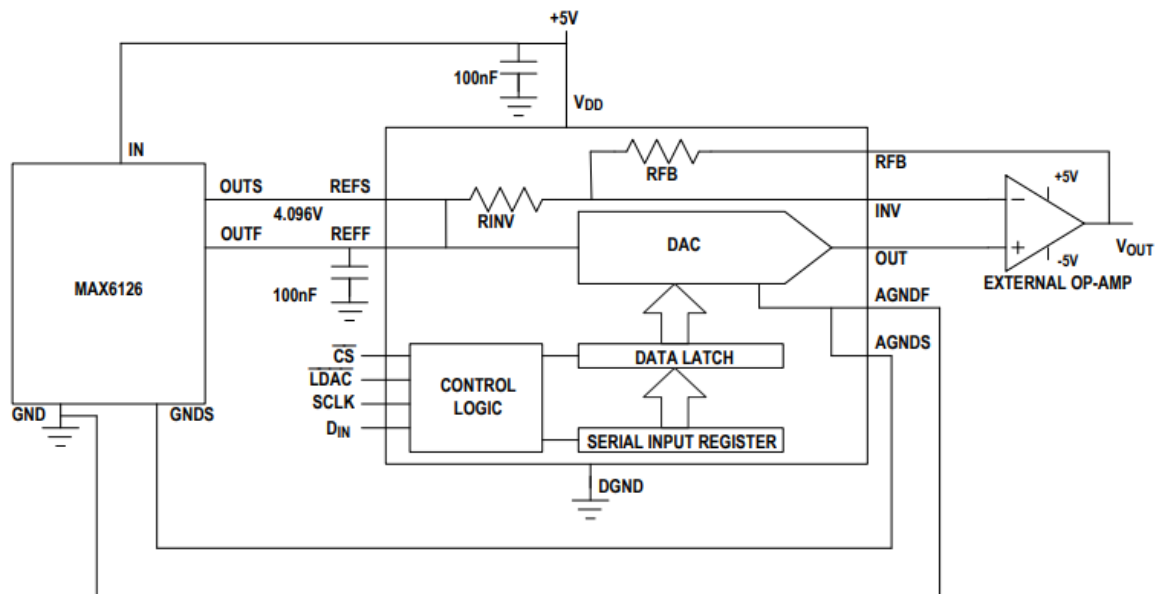 +5V
100nF
VDD
IN
RFB
RFB
OUTS
REFS
+5V
4.096V
RINV
INV
OUTF
REFF
DAC
OUT
VOUT
-5V
MAX6126
100nF
EXTERNAL OP-AMP
AGNDF
AGNDS
CS
DATA LATCH
LDAC
CONTROL
LOGIC
SCLK
GND
GNDS
DIN
SERIAL INPUT REGISTER
DGND